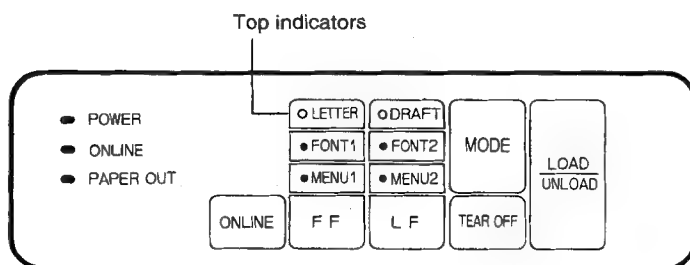 Top indicators
POWER
ONLINE
PAPER OUT
LETTER DRAFT
FONT1 FONT2
MENU1 MENU2
MODE
LOAD
UNLOAD
ONLINE FF LF TEAR OFF